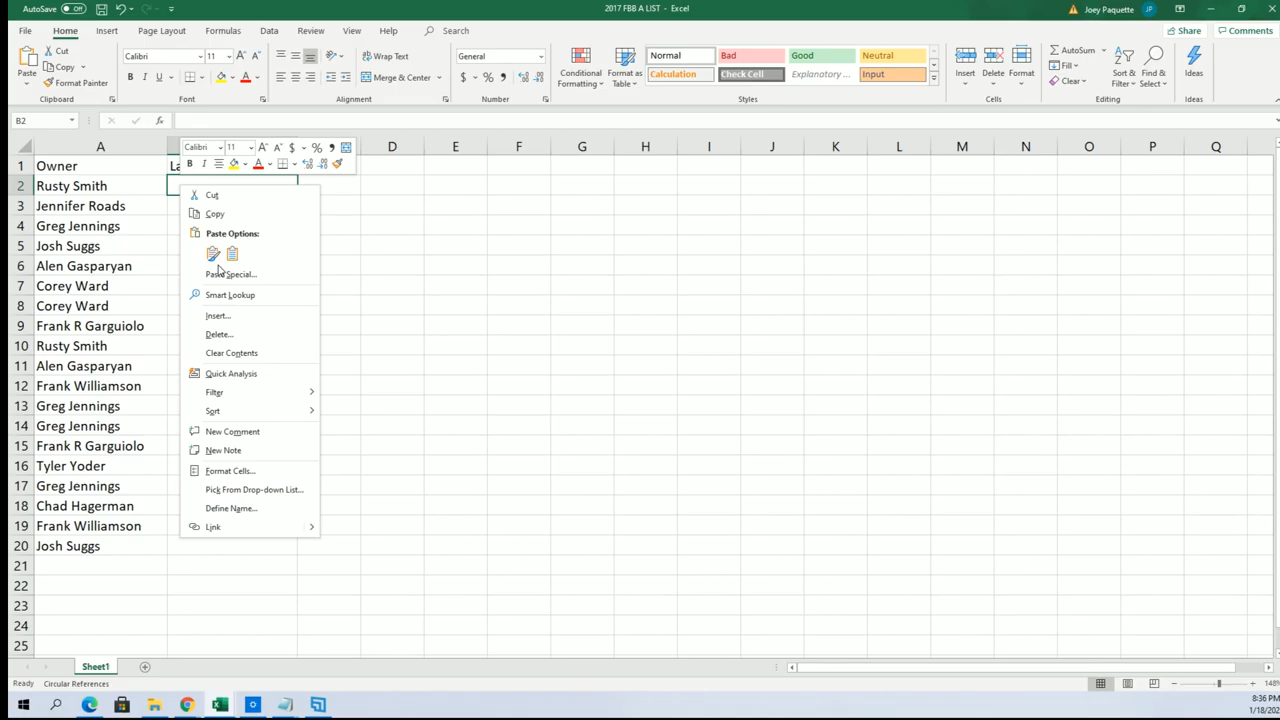 AutoSave Off 2017 FBB A LIST - Excel Joey Paquette JP
File Home Insert Page Layout Formulas Data Review View Help Search Share Comments
Paste Cut Copy Format Painter Calibri 11 Wrap Text Merge & Center General Conditional Formatting Format as Table Normal Bad Good Neutral Calculation Check Cell Explanatory ... Input Insert Delete Format AutoSum Fill Clear Sort & Filter Find & Select Ideas
Clipboard Font Alignment Number Styles Cells Editing Ideas
B2 fx
Calibri 11 $ %
B I
A D E F G H I J K L M N O P Q
1 Owner La
2 Rusty Smith
3 Jennifer Roads
4 Greg Jennings
5 Josh Suggs
6 Alen Gasparyan
7 Corey Ward
8 Corey Ward
9 Frank R Garguiolo
10 Rusty Smith
11 Alen Gasparyan
12 Frank Williamson
13 Greg Jennings
14 Greg Jennings
15 Frank R Garguiolo
16 Tyler Yoder
17 Greg Jennings
18 Chad Hagerman
19 Frank Williamson
20 Josh Suggs
21
22
23
24
25
Cut
Copy
Paste Options:
Paste Special...
Smart Lookup
Insert...
Delete...
Clear Contents
Quick Analysis
Filter
Sort
New Comment
New Note
Format Cells...
Pick From Drop-down List...
Define Name...
Link
Sheet1
Ready Circular References 148%
8:36 PM
1/18/202